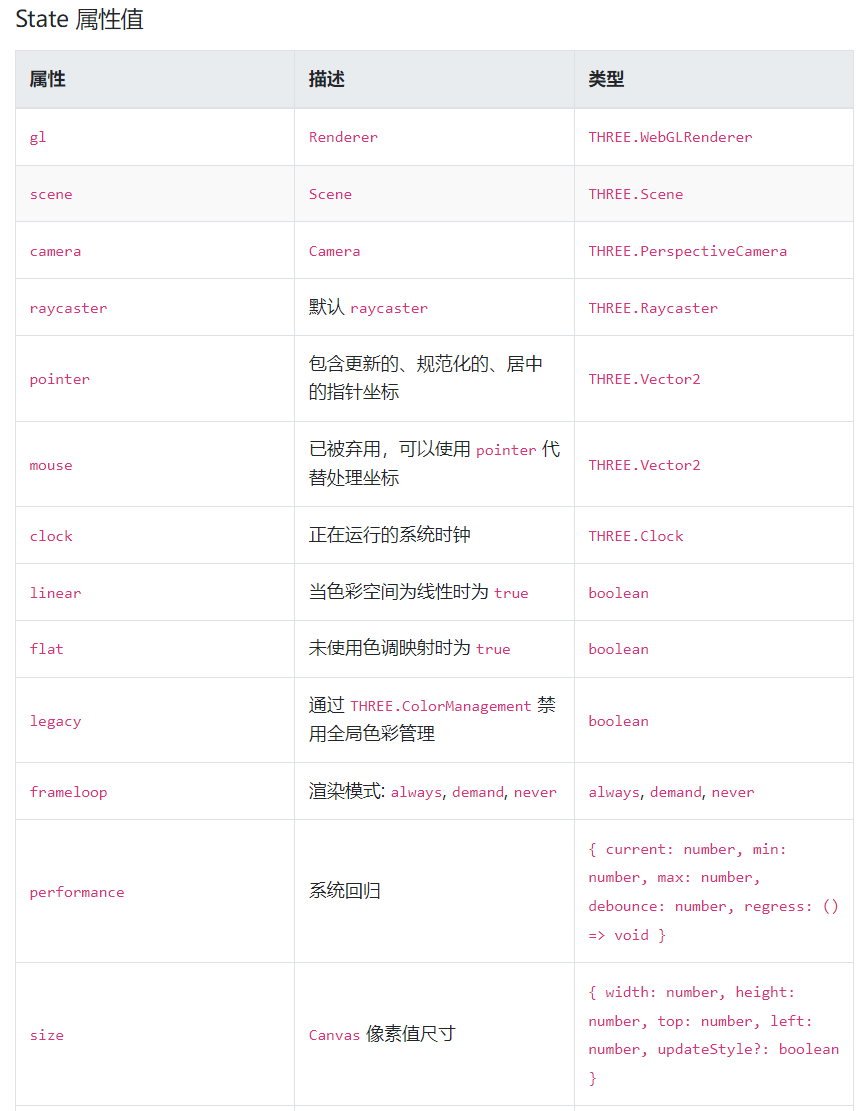 State 属性值
属性 描述 类型
gl Renderer THREE.WebGLRenderer
scene Scene THREE.Scene
camera Camera THREE.PerspectiveCamera
raycaster 默认 raycaster THREE.Raycaster
pointer 包含更新的、规范化的、居中
的指针坐标 THREE.Vector2
mouse 已被弃用，可以使用 pointer 代
替处理坐标 THREE.Vector2
clock 正在运行的系统时钟 THREE.Clock
linear 当色彩空间为线性时为 true boolean
flat 未使用色调映射时为 true boolean
legacy 通过 THREE.ColorManagement 禁
用全局色彩管理 boolean
frameloop 渲染模式: always, demand, never always, demand, never
performance 系统回归 { current: number, min:
number, max: number,
debounce: number, regress: ()
=> void }
size Canvas 像素值尺寸 { width: number, height:
number, top: number, left:
number, updateStyle?: boolean
}